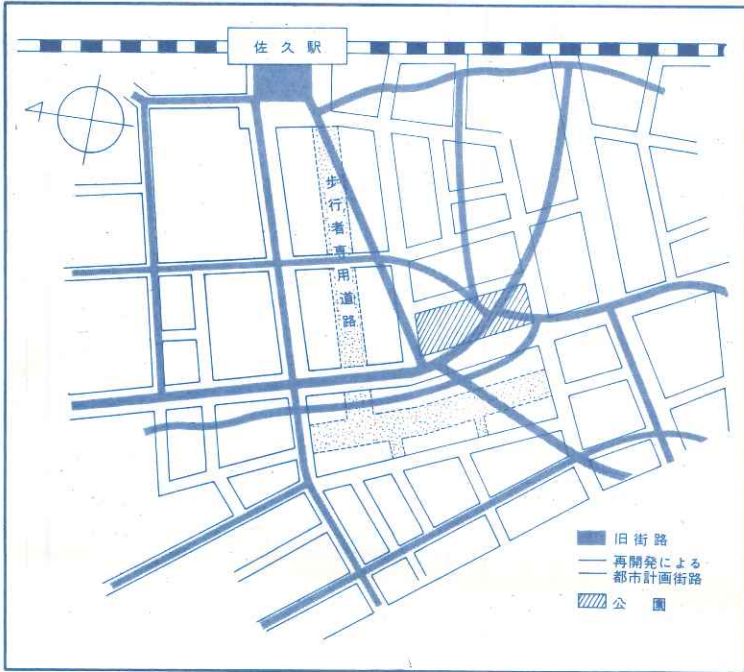 佐久駅
歩行者専用道路
旧街路
再開発による
都市計画街路
公園